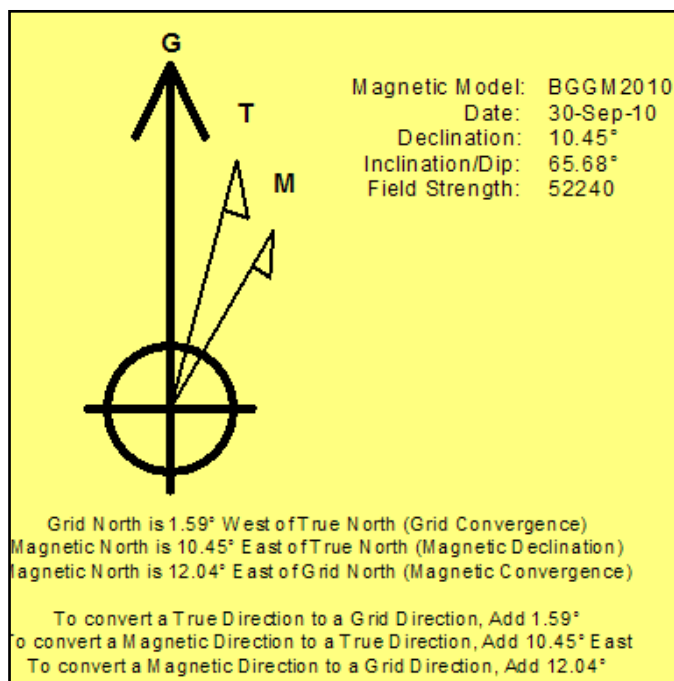 G
T
M
Magnetic Model: BGGM2010
Date: 30-Sep-10
Declination: 10.45°
Inclination/Dip: 65.68°
Field Strength: 52240
Grid North is 1.59° West of True North (Grid Convergence)
Magnetic North is 10.45° East of True North (Magnetic Declination)
Magnetic North is 12.04° East of Grid North (Magnetic Convergence)
To convert a True Direction to a Grid Direction, Add 1.59°
To convert a Magnetic Direction to a True Direction, Add 10.45° East
To convert a Magnetic Direction to a Grid Direction, Add 12.04°